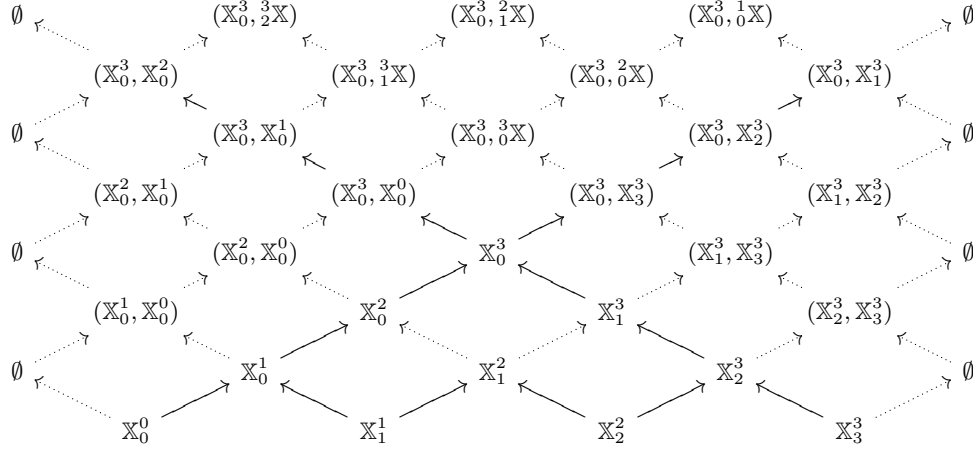 ∅ (𝕏₀³, ³₂𝕏) (𝕏₀³, ²₁𝕏) (𝕏₀³, ¹₀𝕏) ∅
(𝕏₀³, 𝕏₀²) (𝕏₀³, ³₁𝕏) (𝕏₀³, ²₀𝕏) (𝕏₀³, 𝕏₁³)
∅ (𝕏₀³, 𝕏₀¹) (𝕏₀³, ³₀𝕏) (𝕏₀³, 𝕏₂³) ∅
(𝕏₀², 𝕏₀¹) (𝕏₀³, 𝕏₀⁰) (𝕏₀³, 𝕏₃³) (𝕏₁³, 𝕏₂³)
∅ (𝕏₀², 𝕏₀⁰) 𝕏₀³ (𝕏₁³, 𝕏₃³) ∅
(𝕏₀¹, 𝕏₀⁰) 𝕏₀² 𝕏₁³ (𝕏₂³, 𝕏₃³)
∅ 𝕏₀¹ 𝕏₁² 𝕏₂³ ∅
𝕏₀⁰ 𝕏₁¹ 𝕏₂² 𝕏₃³